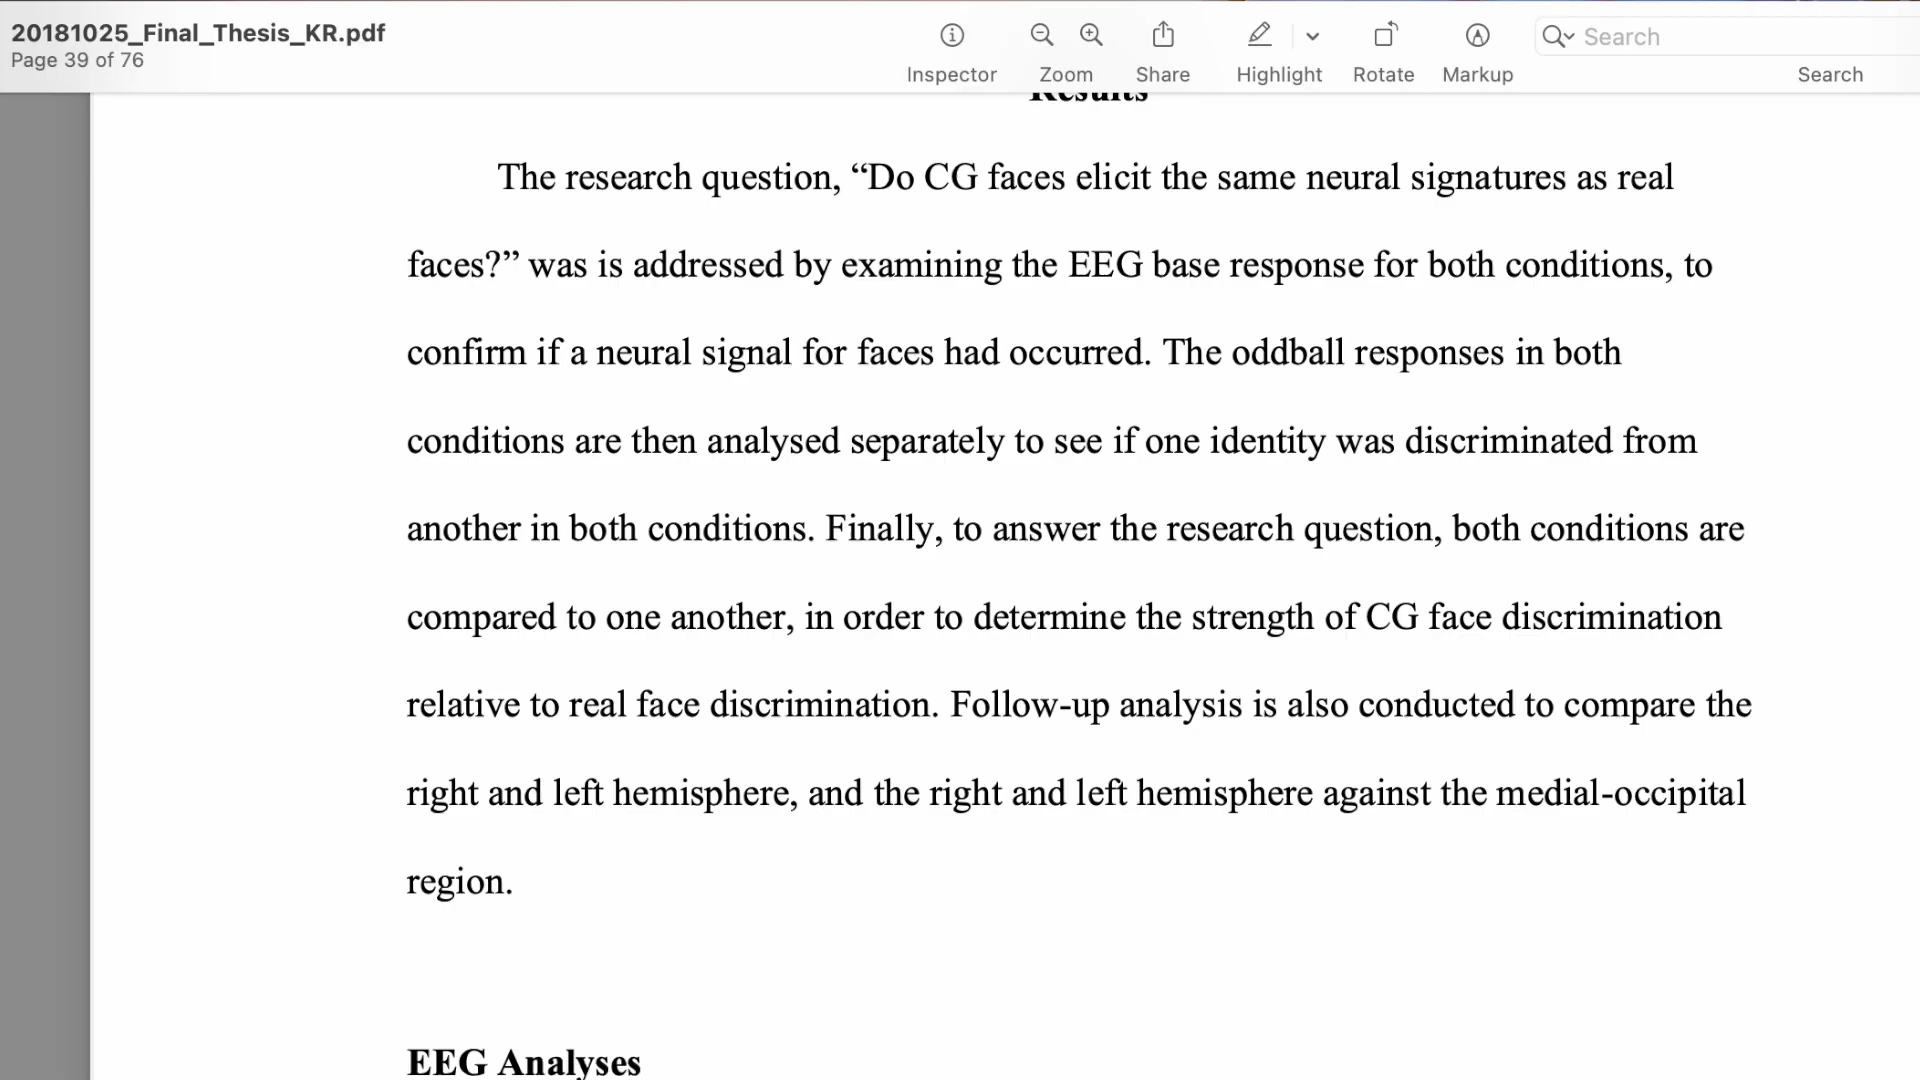 20181025_Final_Thesis_KR.pdf
Page 39 of 76
Inspector Zoom Share Highlight Rotate Markup Search
Search
Results
The research question, “Do CG faces elicit the same neural signatures as real
faces?” was is addressed by examining the EEG base response for both conditions, to
confirm if a neural signal for faces had occurred. The oddball responses in both
conditions are then analysed separately to see if one identity was discriminated from
another in both conditions. Finally, to answer the research question, both conditions are
compared to one another, in order to determine the strength of CG face discrimination
relative to real face discrimination. Follow-up analysis is also conducted to compare the
right and left hemisphere, and the right and left hemisphere against the medial-occipital
region.
EEG Analyses